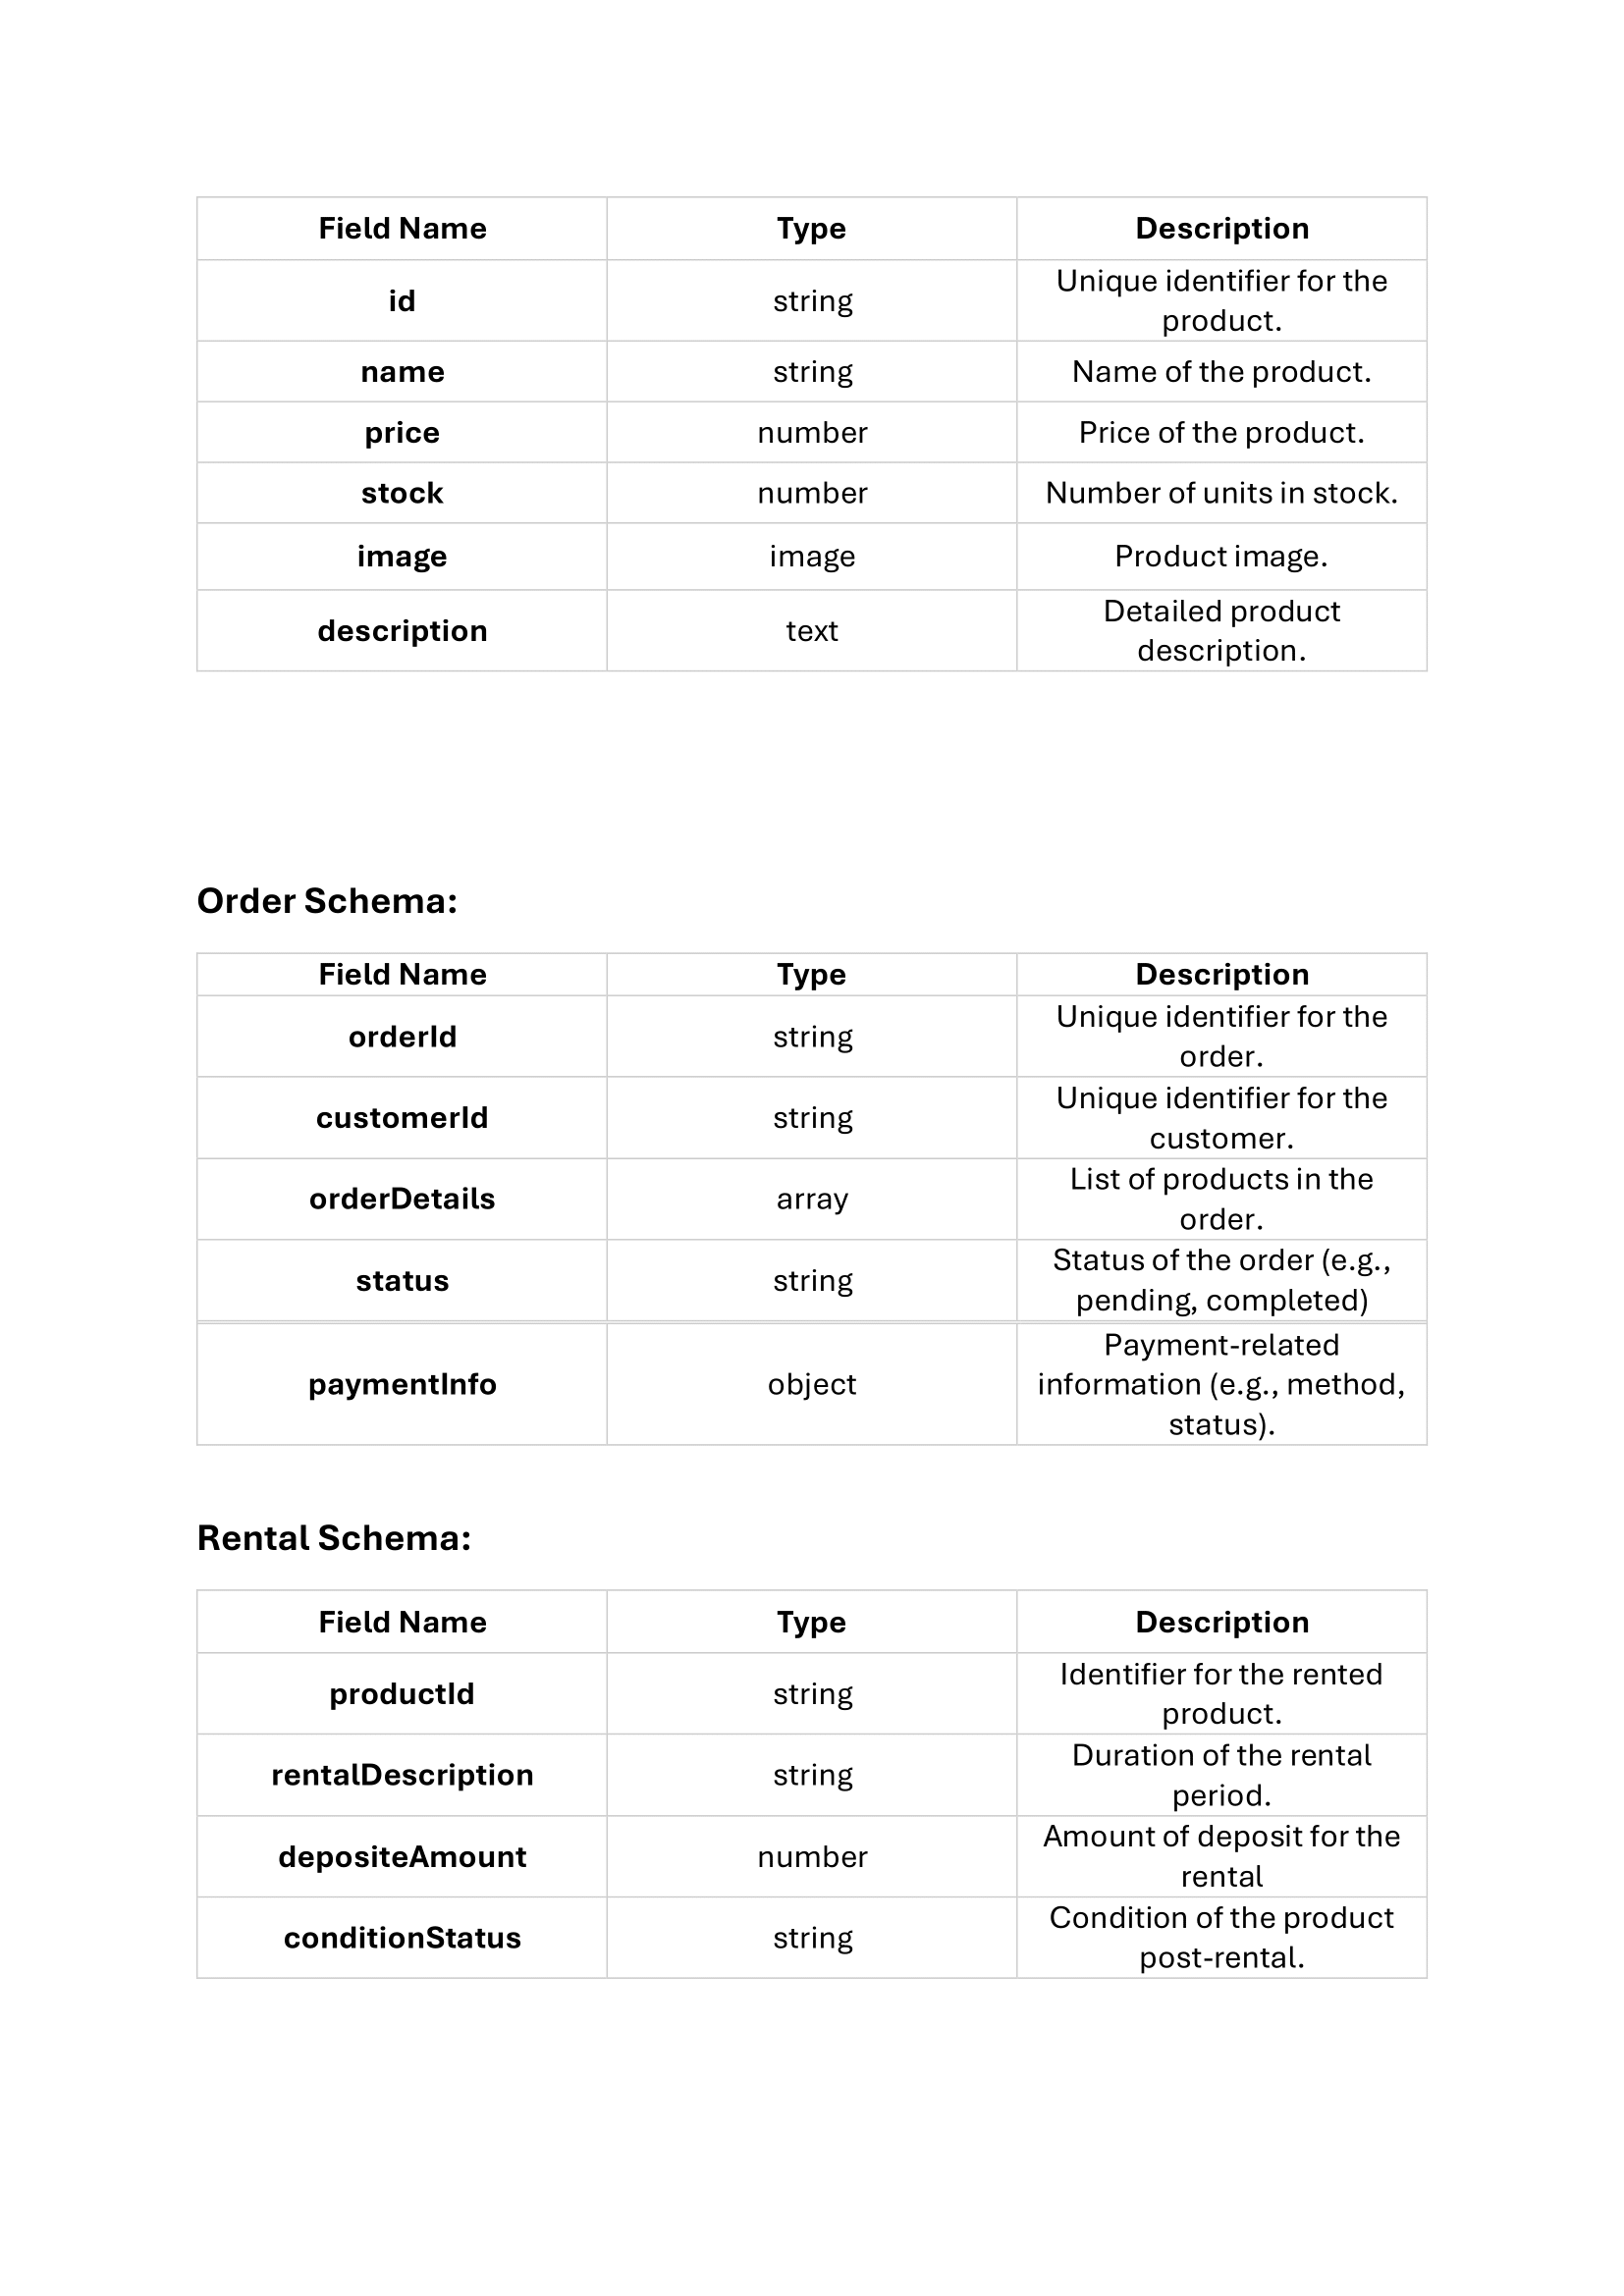 Field Name Type Description
id string Unique identifier for the
product.
name string Name of the product.
price number Price of the product.
stock number Number of units in stock.
image image Product image.
description text Detailed product
description.
Order Schema:
Field Name Type Description
orderId string Unique identifier for the
order.
customerId string Unique identifier for the
customer.
orderDetails array List of products in the
order.
status string Status of the order (e.g.,
pending, completed)
paymentInfo object Payment-related
information (e.g., method,
status).
Rental Schema:
Field Name Type Description
productId string Identifier for the rented
product.
rentalDescription string Duration of the rental
period.
depositeAmount number Amount of deposit for the
rental
conditionStatus string Condition of the product
post-rental.